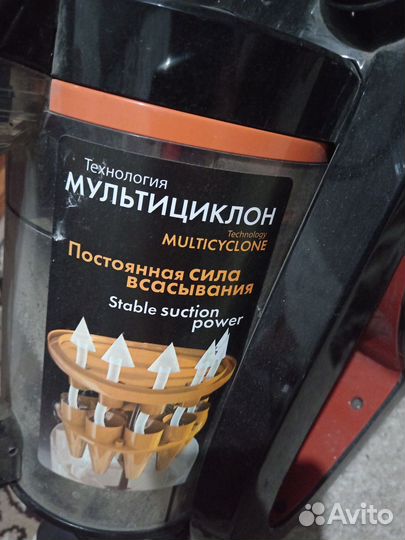 Технология
МУЛЬТИЦИКЛОН
Technology
MULTICYCLONE
Постоянная сила
всасывания
Stable suction
power
Avito